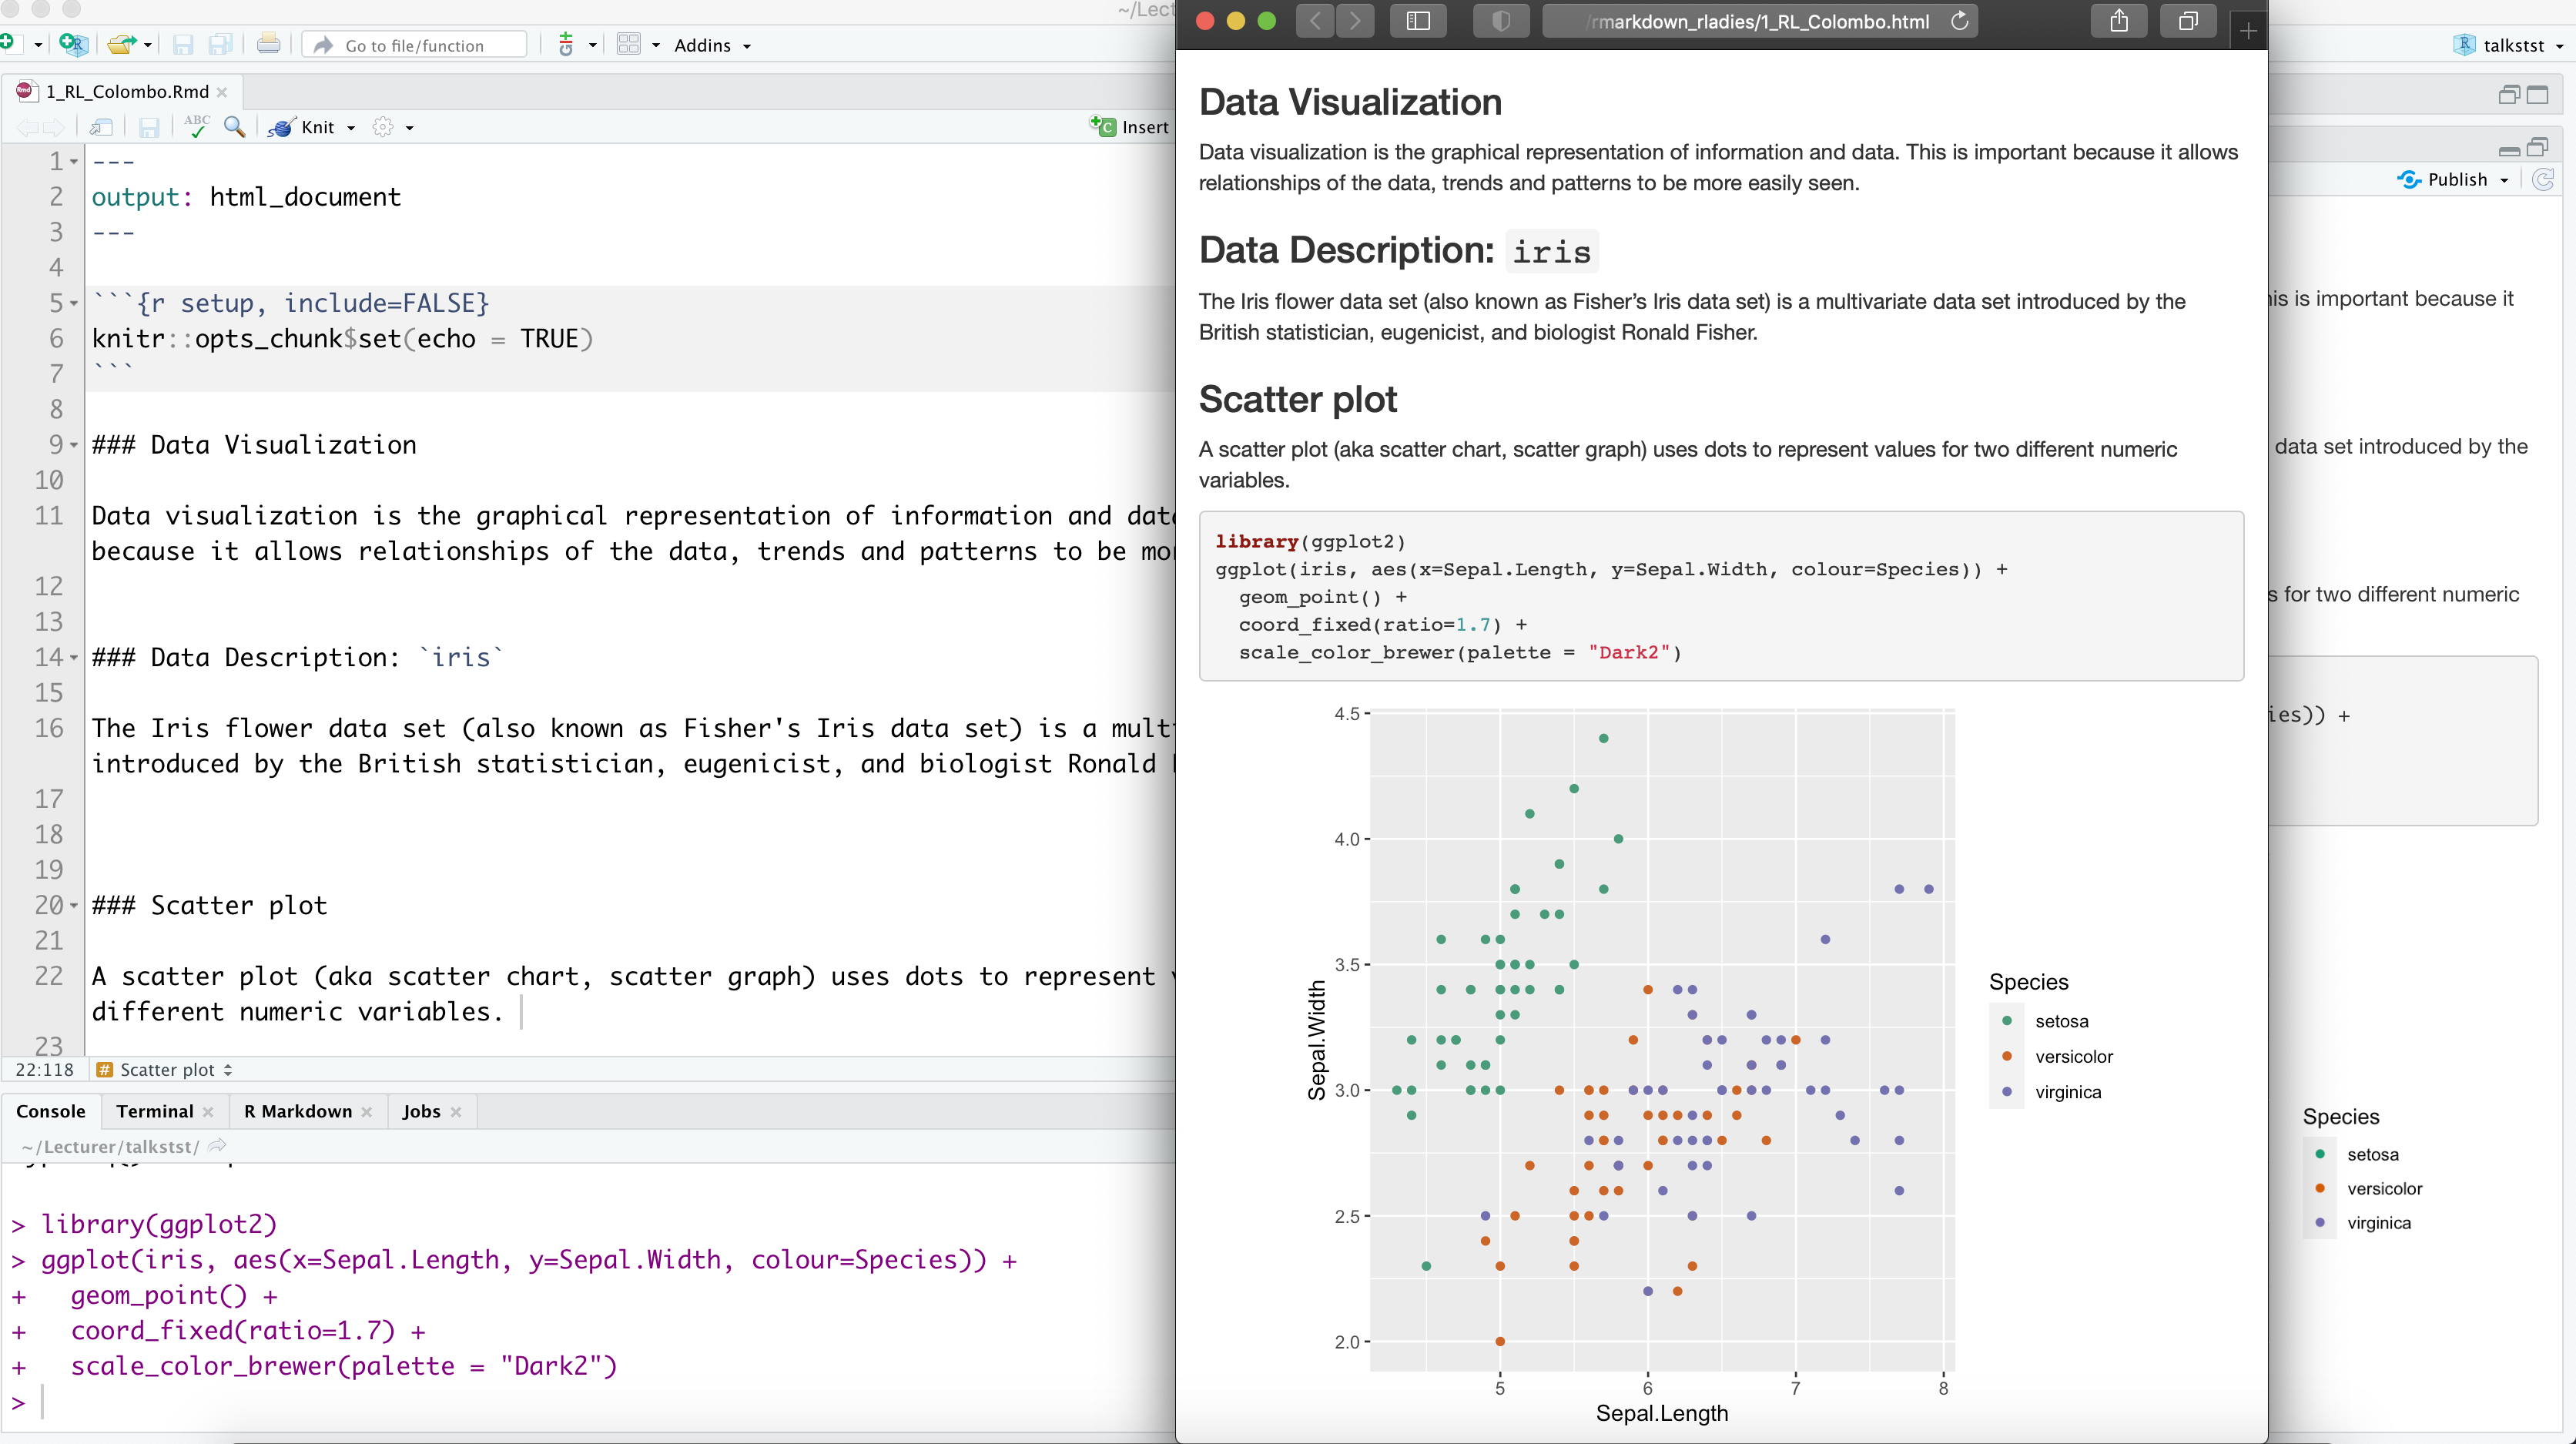 ~/Lect
Go to file/function
Addins
talkstst
1_RL_Colombo.Rmd
ABC
Knit
Insert
1 ---
2 output: html_document
3 ---
4
5 ```{r setup, include=FALSE}
6 knitr::opts_chunk$set(echo = TRUE)
7 ```
8
9 ### Data Visualization
10
11 Data visualization is the graphical representation of information and dat
because it allows relationships of the data, trends and patterns to be mo
12
13
14 ### Data Description: `iris`
15
16 The Iris flower data set (also known as Fisher's Iris data set) is a mult
introduced by the British statistician, eugenicist, and biologist Ronald
17
18
19
20 ### Scatter plot
21
22 A scatter plot (aka scatter chart, scatter graph) uses dots to represent
different numeric variables.
23
22:118 # Scatter plot
Console Terminal R Markdown Jobs
~/Lecturer/talkstst/
> library(ggplot2)
> ggplot(iris, aes(x=Sepal.Length, y=Sepal.Width, colour=Species)) +
+ geom_point() +
+ coord_fixed(ratio=1.7) +
+ scale_color_brewer(palette = "Dark2")
>
/rmarkdown_rladies/1_RL_Colombo.html
Data Visualization
Data visualization is the graphical representation of information and data. This is important because it allows
relationships of the data, trends and patterns to be more easily seen.
Data Description: iris
The Iris flower data set (also known as Fisher’s Iris data set) is a multivariate data set introduced by the
British statistician, eugenicist, and biologist Ronald Fisher.
Scatter plot
A scatter plot (aka scatter chart, scatter graph) uses dots to represent values for two different numeric
variables.
library(ggplot2)
ggplot(iris, aes(x=Sepal.Length, y=Sepal.Width, colour=Species)) +
geom_point() +
coord_fixed(ratio=1.7) +
scale_color_brewer(palette = "Dark2")
4.5
4.0
3.5
3.0
2.5
2.0
Sepal.Width
5 6 7 8
Sepal.Length
Species
setosa
versicolor
virginica
Publish
his is important because it
data set introduced by the
s for two different numeric
ies)) +
Species
setosa
versicolor
virginica